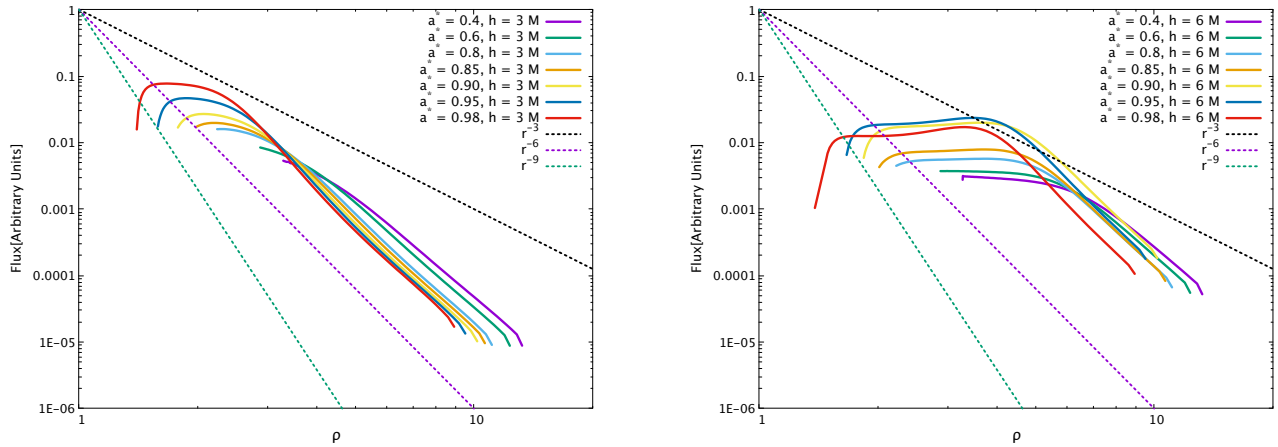 1
0.1
0.01
0.001
0.0001
1E-05
1E-06
Flux[Arbitrary Units]
1
10
ρ
a* = 0.4, h = 3 M
a* = 0.6, h = 3 M
a* = 0.8, h = 3 M
a* = 0.85, h = 3 M
a* = 0.90, h = 3 M
a* = 0.95, h = 3 M
a* = 0.98, h = 3 M
r⁻³
r⁻⁶
r⁻⁹
1
0.1
0.01
0.001
0.0001
1E-05
1E-06
Flux[Arbitrary Units]
1
10
ρ
a* = 0.4, h = 6 M
a* = 0.6, h = 6 M
a* = 0.8, h = 6 M
a* = 0.85, h = 6 M
a* = 0.90, h = 6 M
a* = 0.95, h = 6 M
a* = 0.98, h = 6 M
r⁻³
r⁻⁶
r⁻⁹